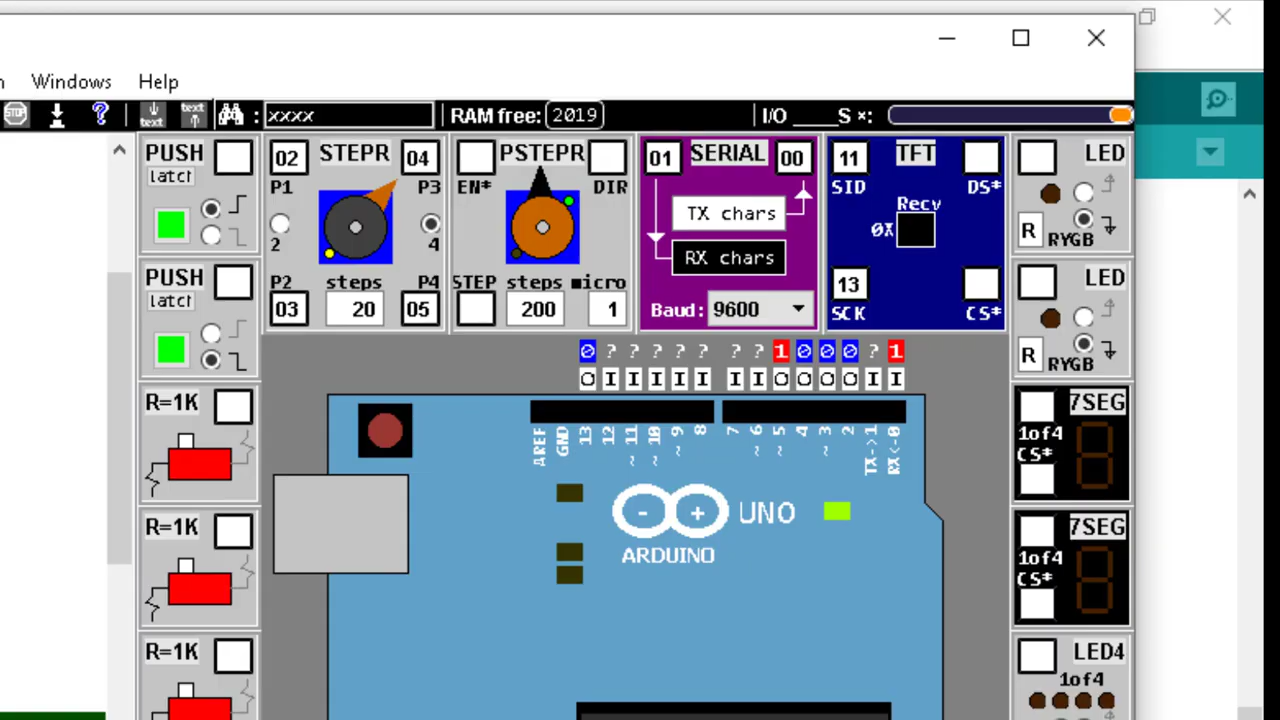 Windows Help
STOP text text : xxxx RAM free: 2019 I/O ____S ×:
PUSH
latch
02 STEPR 04
P1 P3
2 4
P2 steps P4
03 20 05
PSTEPR
EN* DIR
STEP steps micro
200 1
01 SERIAL 00
TX chars
RX chars
Baud: 9600
11 TFT
SID DS*
Recv
0X
13
SCK CS*
LED
R RYGB
PUSH
latch
LED
R RYGB
0 ? ? ? ? ? ? ? 1 0 0 0 ? 1
O I I I I I I I O O O O I I
AREF GND 13 12 ~11 ~10 ~9 8 7 ~6 ~5 4 ~3 2 TX->1 RX<-0
R=1K
7SEG
1of4
CS*
- + UNO
ARDUINO
R=1K
7SEG
1of4
CS*
R=1K
LED4
1of4